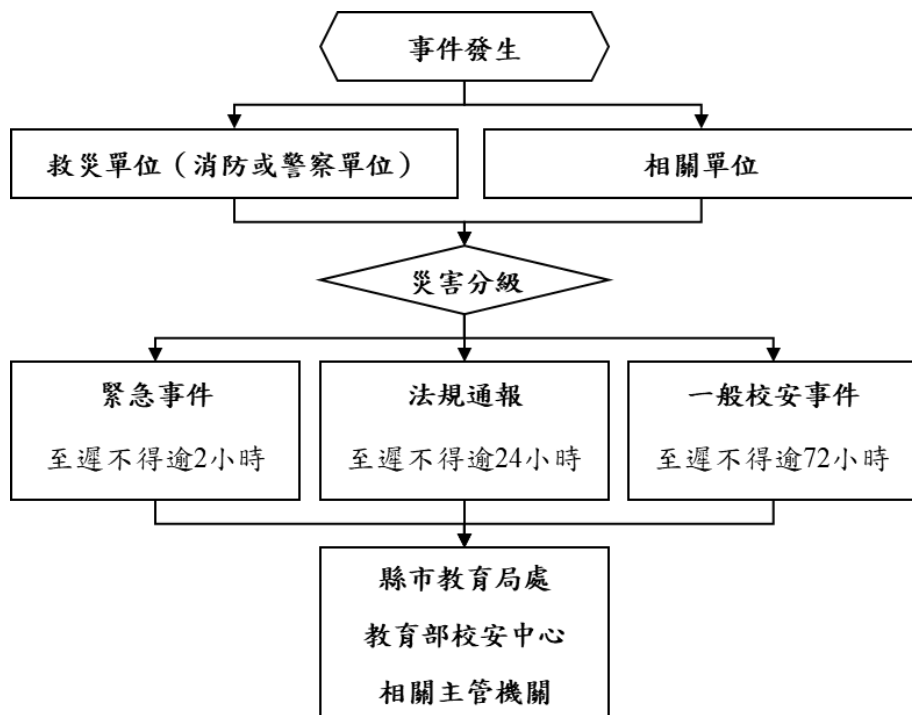 事件發生
救災單位（消防或警察單位）
相關單位
災害分級
緊急事件
至遲不得逾2小時
法規通報
至遲不得逾24小時
一般校安事件
至遲不得逾72小時
縣市教育局處
教育部校安中心
相關主管機關